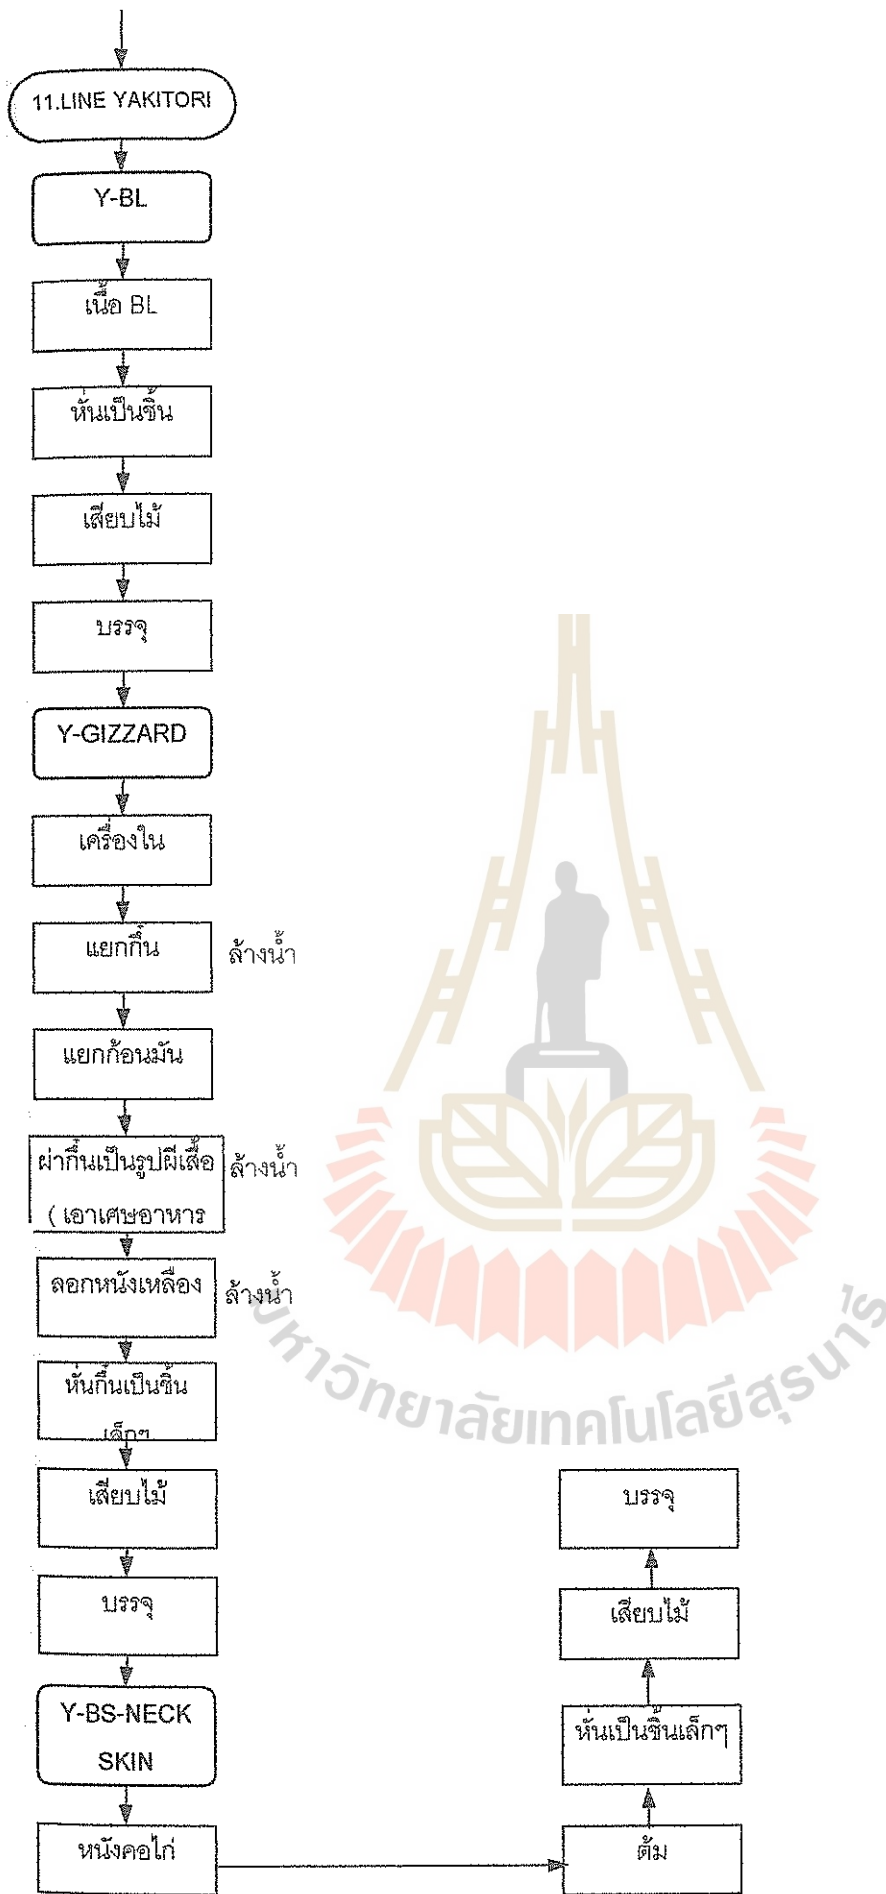 11.LINE YAKITORI
Y-BL
เนื้อ BL
หั่นเป็นชิ้น
เสียบไม้
บรรจุ
Y-GIZZARD
เครื่องใน
แยกกึ๋น
ล้างน้ำ
แยกก้อนมัน
ผ่ากึ๋นเป็นรูปผีเสื้อ
( เอาเศษอาหาร
ล้างน้ำ
ลอกหนังเหลือง
ล้างน้ำ
หั่นกึ๋นเป็นชิ้น
เล็กๆ
เสียบไม้
บรรจุ
Y-BS-NECK
SKIN
หนังคอไก่
ต้ม
หั่นเป็นชิ้นเล็กๆ
เสียบไม้
บรรจุ
มหาวิทยาลัยเทคโนโลยีสุรนารี